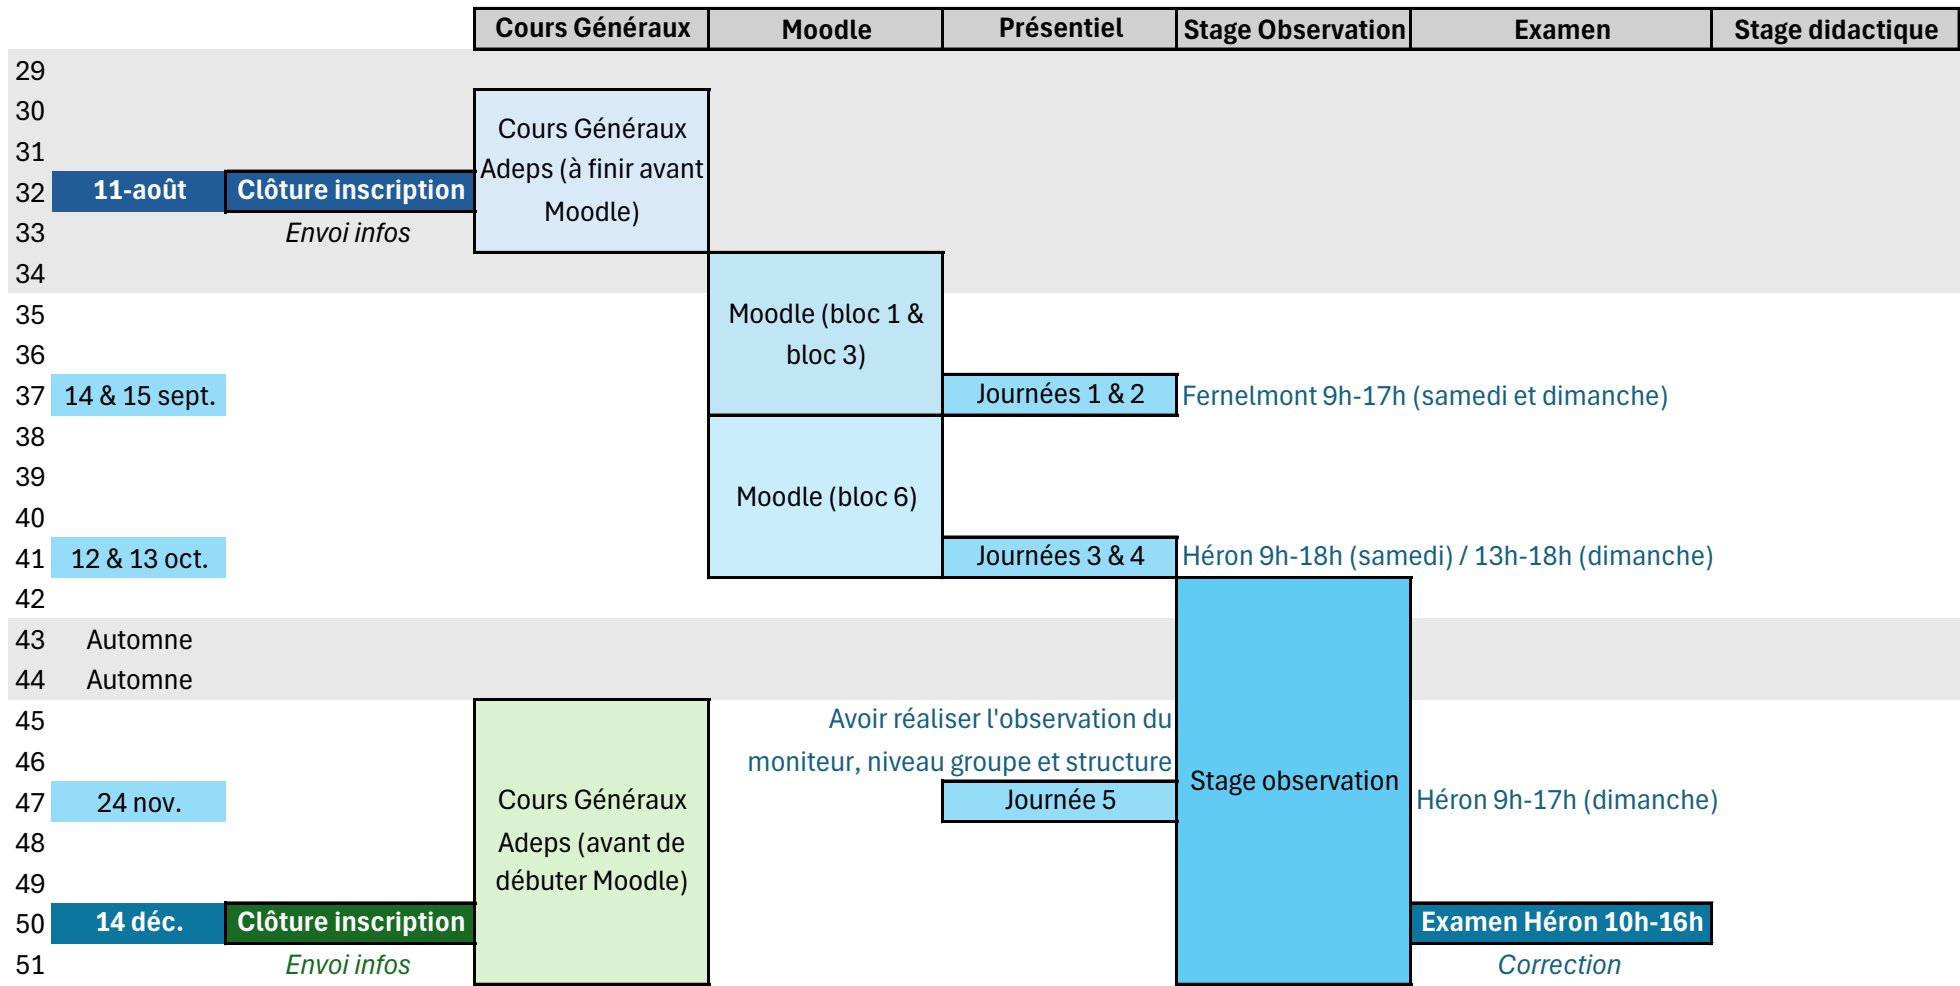 Cours Généraux Moodle Présentiel Stage Observation Examen Stage didactique
29
30
Cours Généraux
31
Adeps (à finir avant
32 11-août Clôture inscription
Moodle)
33 Envoi infos
34
35 Moodle (bloc 1 &
36 bloc 3)
37 14 & 15 sept. Journées 1 & 2 Fernelmont 9h-17h (samedi et dimanche)
38
39
Moodle (bloc 6)
40
41 12 & 13 oct. Journées 3 & 4 Héron 9h-18h (samedi) / 13h-18h (dimanche)
42
43 Automne
44 Automne
45 Avoir réaliser l'observation du
46 moniteur, niveau groupe et structure
Stage observation
47 24 nov. Cours Généraux Journée 5 Héron 9h-17h (dimanche)
48 Adeps (avant de
49 débuter Moodle)
50 14 déc. Clôture inscription Examen Héron 10h-16h
51 Envoi infos Correction